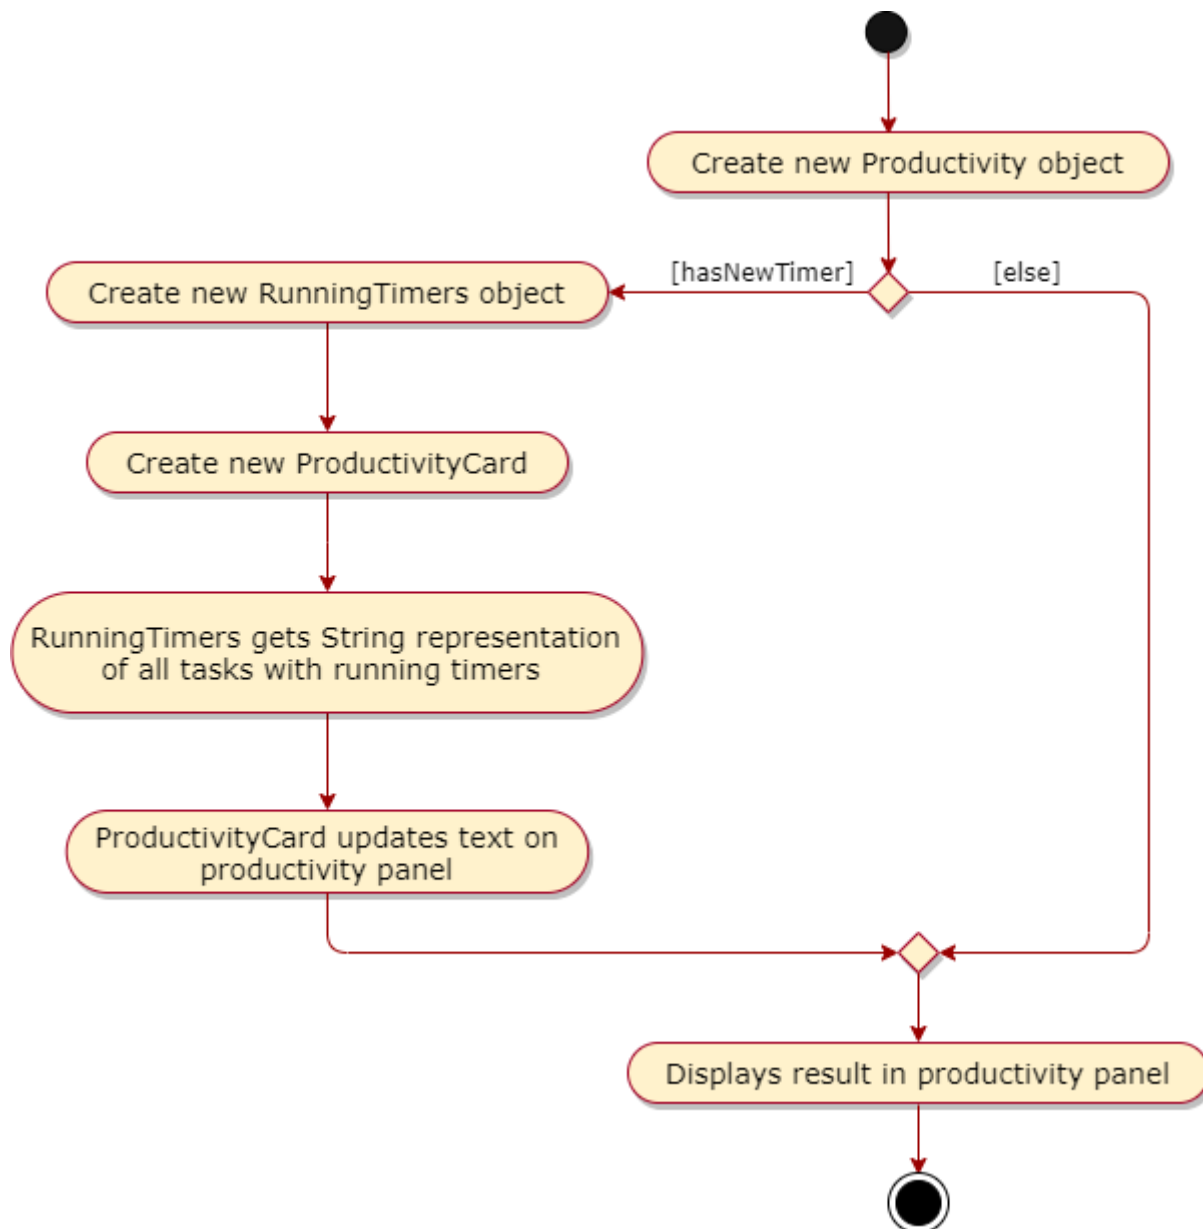 Create new Productivity object
[hasNewTimer]
[else]
Create new RunningTimers object
Create new ProductivityCard
RunningTimers gets String representation
of all tasks with running timers
ProductivityCard updates text on
productivity panel
Displays result in productivity panel